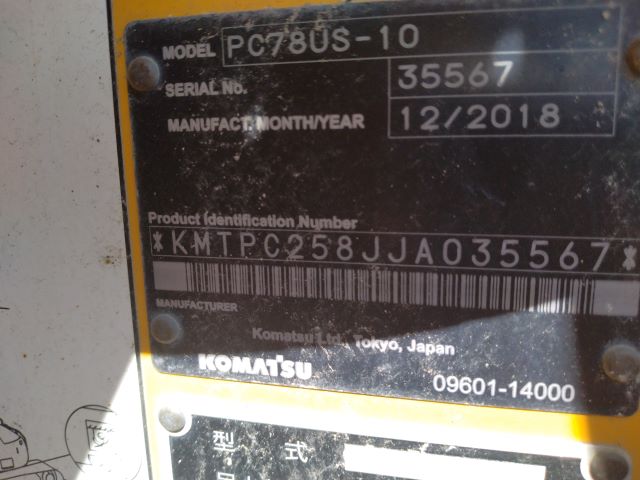 MODEL PC78US-10
SERIAL No. 35567
MANUFACT. MONTH/YEAR 12/2018
Product Identification Number
*KMTPC258JJA035567*
MANUFACTURER
Komatsu Ltd. Tokyo, Japan
KOMATSU
09601-14000
型 式